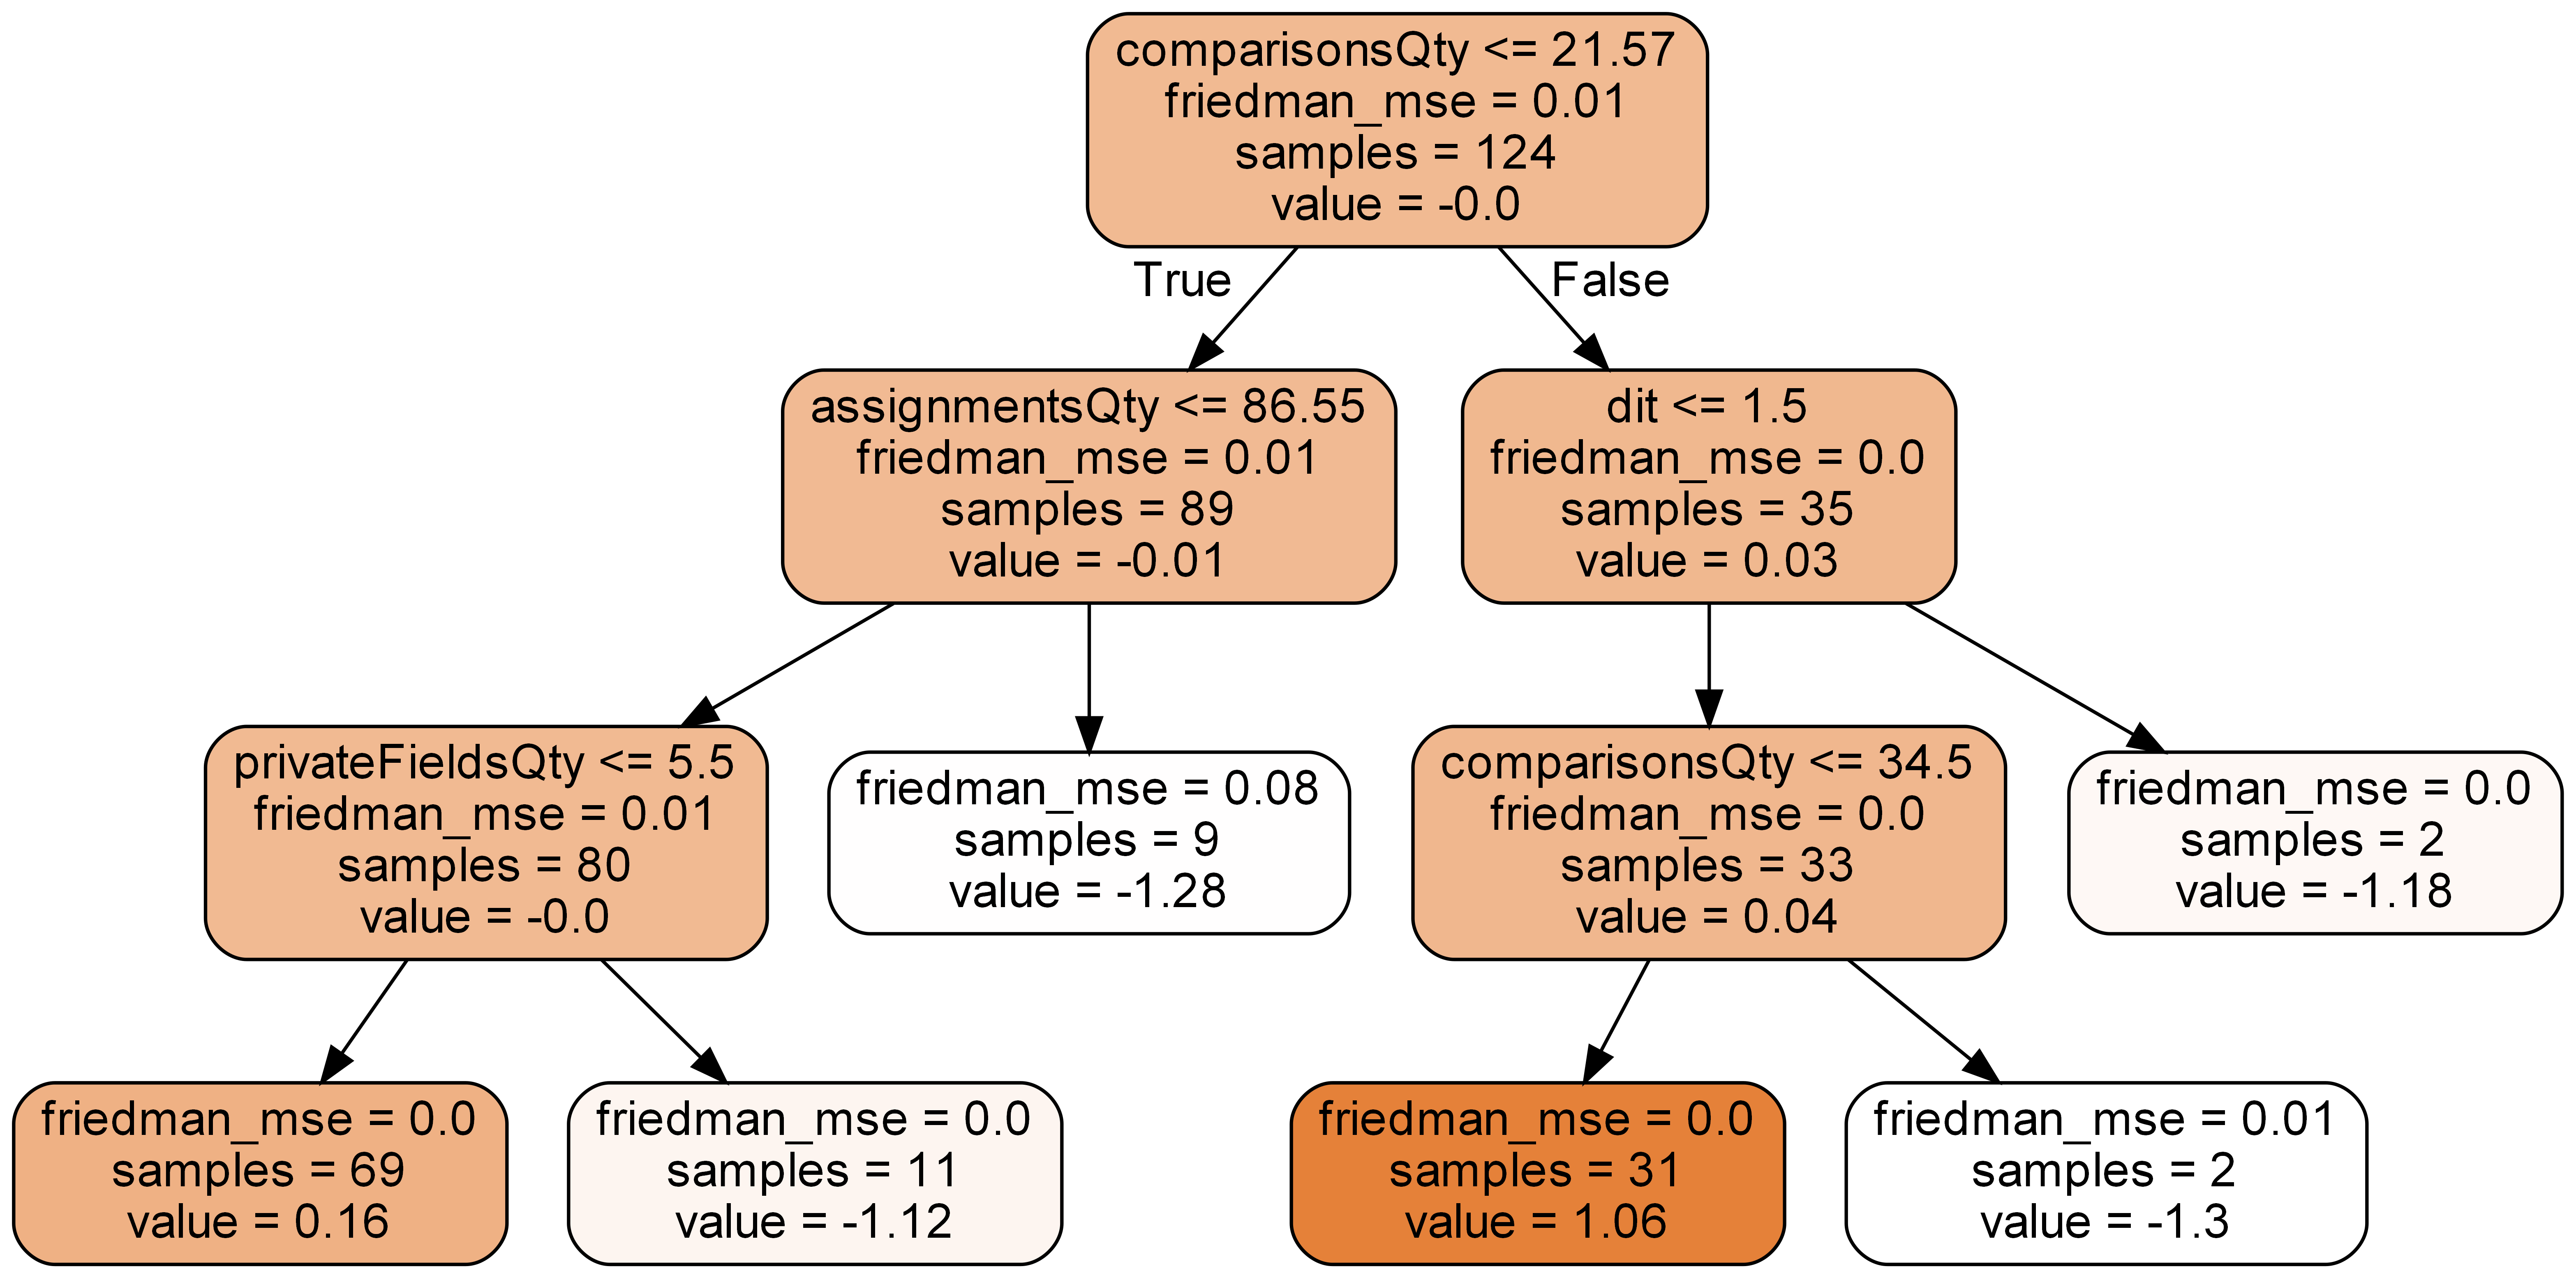 comparisonsQty <= 21.57
friedman_mse = 0.01
samples = 124
value = -0.0
True
False
assignmentsQty <= 86.55
friedman_mse = 0.01
samples = 89
value = -0.01
dit <= 1.5
friedman_mse = 0.0
samples = 35
value = 0.03
privateFieldsQty <= 5.5
friedman_mse = 0.01
samples = 80
value = -0.0
friedman_mse = 0.08
samples = 9
value = -1.28
comparisonsQty <= 34.5
friedman_mse = 0.0
samples = 33
value = 0.04
friedman_mse = 0.0
samples = 2
value = -1.18
friedman_mse = 0.0
samples = 69
value = 0.16
friedman_mse = 0.0
samples = 11
value = -1.12
friedman_mse = 0.0
samples = 31
value = 1.06
friedman_mse = 0.01
samples = 2
value = -1.3